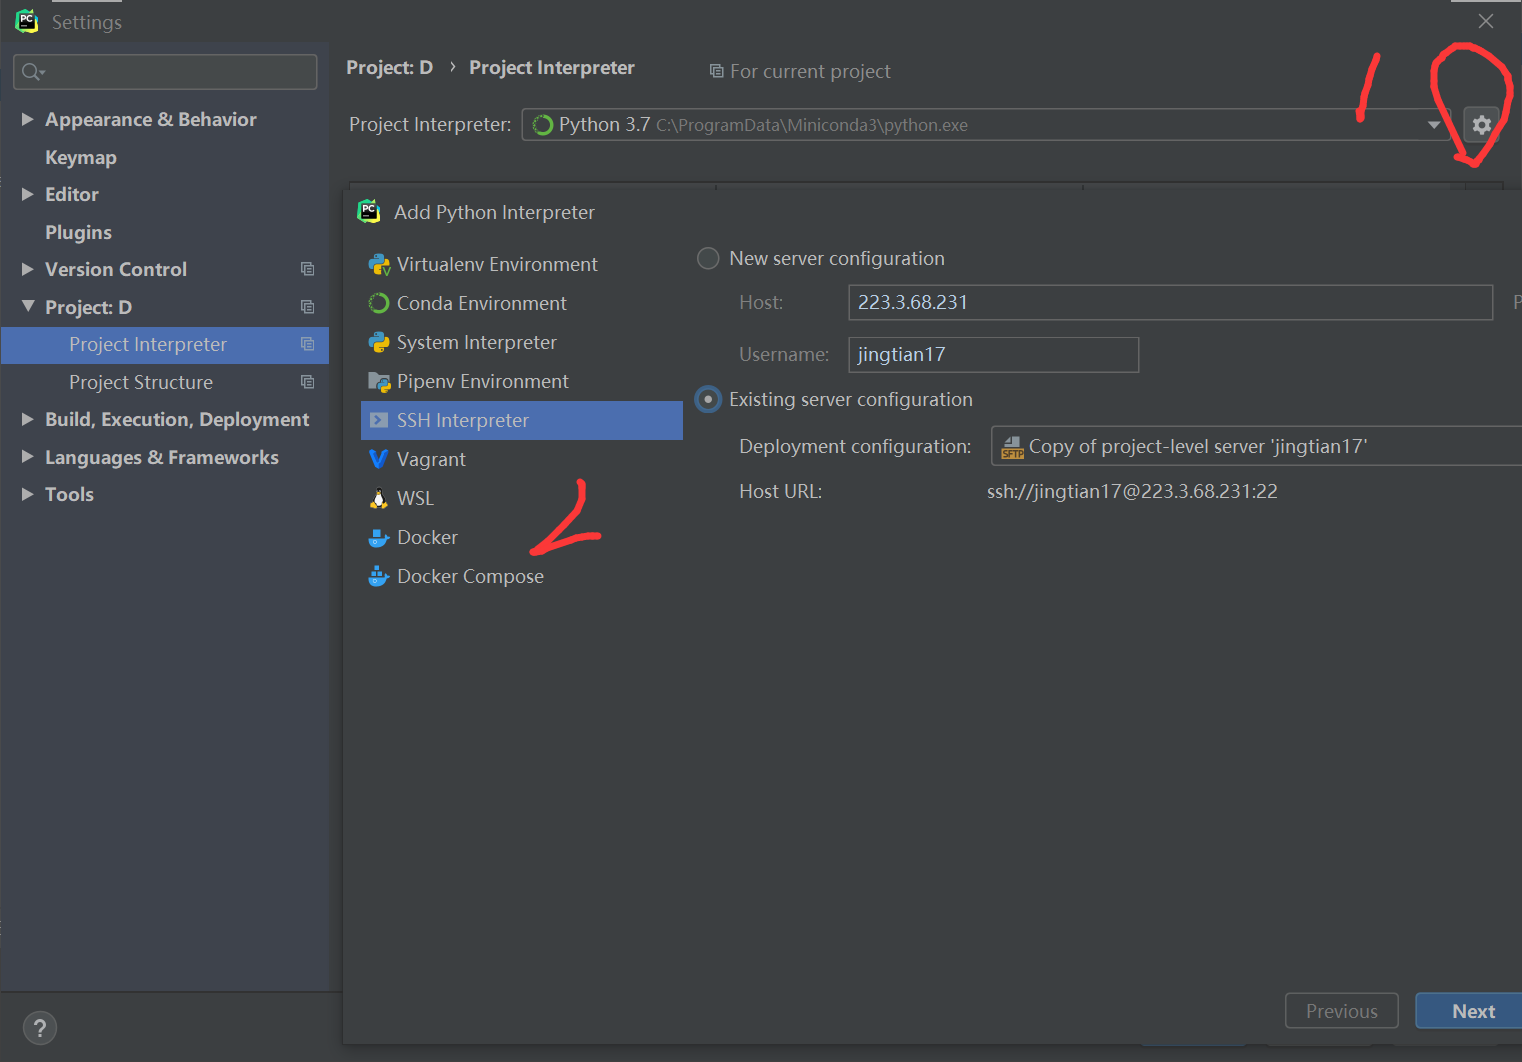 Settings
Project: D › Project Interpreter
For current project
Project Interpreter: Python 3.7 C:\ProgramData\Miniconda3\python.exe
1
Appearance & Behavior
Keymap
Editor
Plugins
Version Control
Project: D
Project Interpreter
Project Structure
Build, Execution, Deployment
Languages & Frameworks
Tools
Add Python Interpreter
Virtualenv Environment
Conda Environment
System Interpreter
Pipenv Environment
SSH Interpreter
Vagrant
WSL
Docker
Docker Compose
2
New server configuration
Host: 223.3.68.231 P
Username: jingtian17
Existing server configuration
Deployment configuration: SFTP Copy of project-level server 'jingtian17'
Host URL: ssh://jingtian17@223.3.68.231:22
? Previous Next